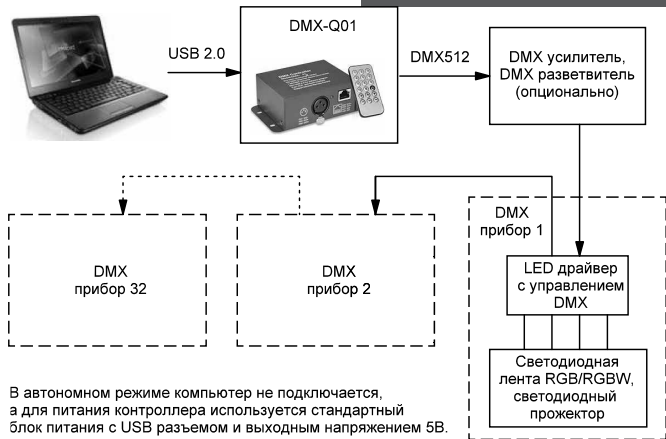 DMX-Q01
USB 2.0
DMX512
DMX усилитель,
DMX разветвитель
(опционально)
DMX
прибор 1
LED драйвер
с управлением
DMX
Светодиодная
лента RGB/RGBW,
светодиодный
прожектор
DMX
прибор 2
DMX
прибор 32
В автономном режиме компьютер не подключается,
а для питания контроллера используется стандартный
блок питания с USB разъемом и выходным напряжением 5В.